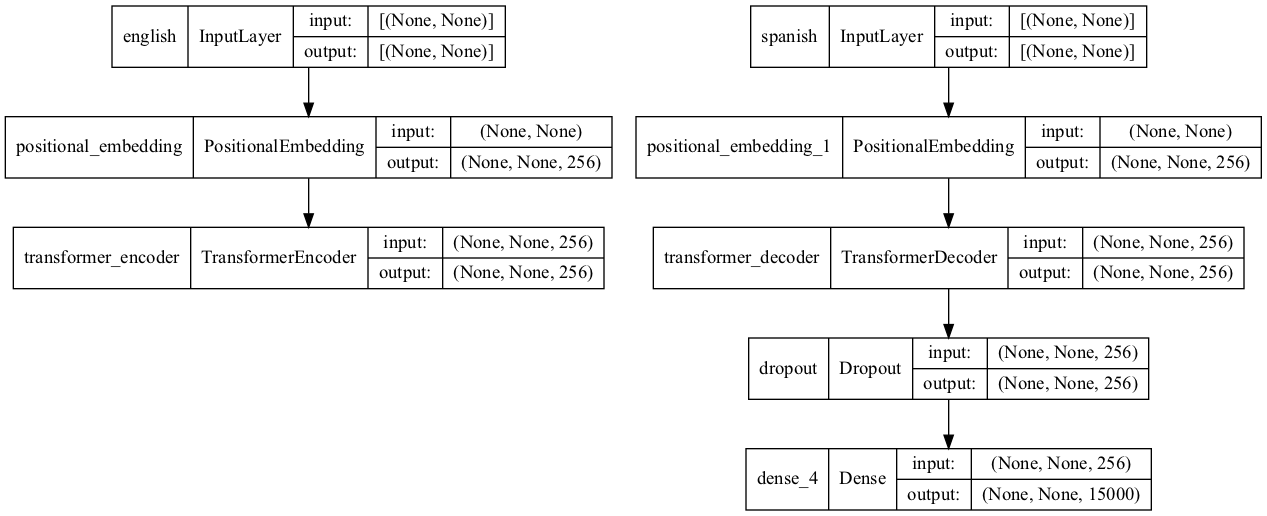 english InputLayer input: [(None, None)]
output: [(None, None)]
positional_embedding PositionalEmbedding input: (None, None)
output: (None, None, 256)
transformer_encoder TransformerEncoder input: (None, None, 256)
output: (None, None, 256)
spanish InputLayer input: [(None, None)]
output: [(None, None)]
positional_embedding_1 PositionalEmbedding input: (None, None)
output: (None, None, 256)
transformer_decoder TransformerDecoder input: (None, None, 256)
output: (None, None, 256)
dropout Dropout input: (None, None, 256)
output: (None, None, 256)
dense_4 Dense input: (None, None, 256)
output: (None, None, 15000)